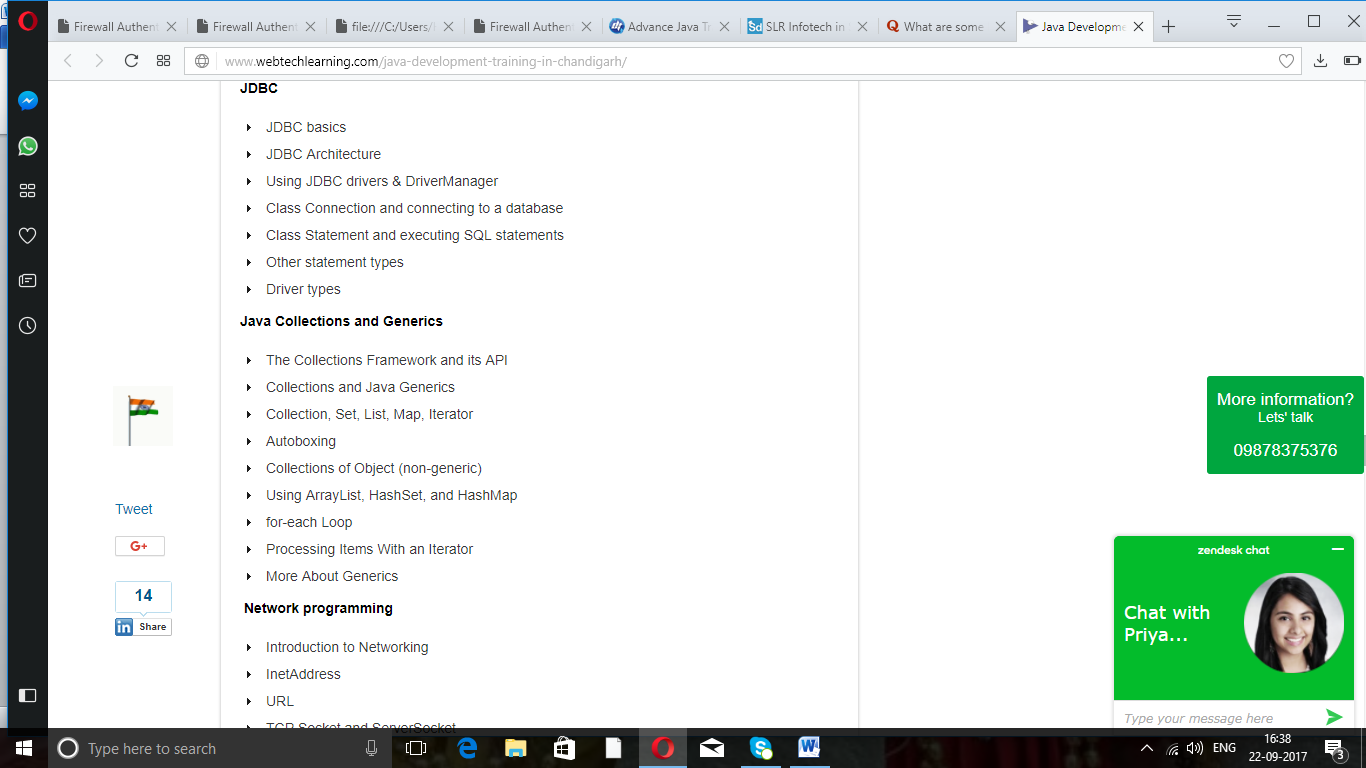 Firewall Authent
Firewall Authent
file:///C:/Users/
Firewall Authent
Advance Java Tr
SLR Infotech in
What are some
Java Developme
www.webtechlearning.com/java-development-training-in-chandigarh/
JDBC
JDBC basics
JDBC Architecture
Using JDBC drivers & DriverManager
Class Connection and connecting to a database
Class Statement and executing SQL statements
Other statement types
Driver types
Java Collections and Generics
The Collections Framework and its API
Collections and Java Generics
Collection, Set, List, Map, Iterator
Autoboxing
Collections of Object (non-generic)
Using ArrayList, HashSet, and HashMap
for-each Loop
Processing Items With an Iterator
More About Generics
Network programming
Introduction to Networking
InetAddress
URL
TCP Socket and ServerSocket
Tweet
G+
14
in Share
More information?
Lets' talk
09878375376
zendesk chat
Chat with
Priya...
Type your message here
Type here to search
ENG
16:38
22-09-2017
3